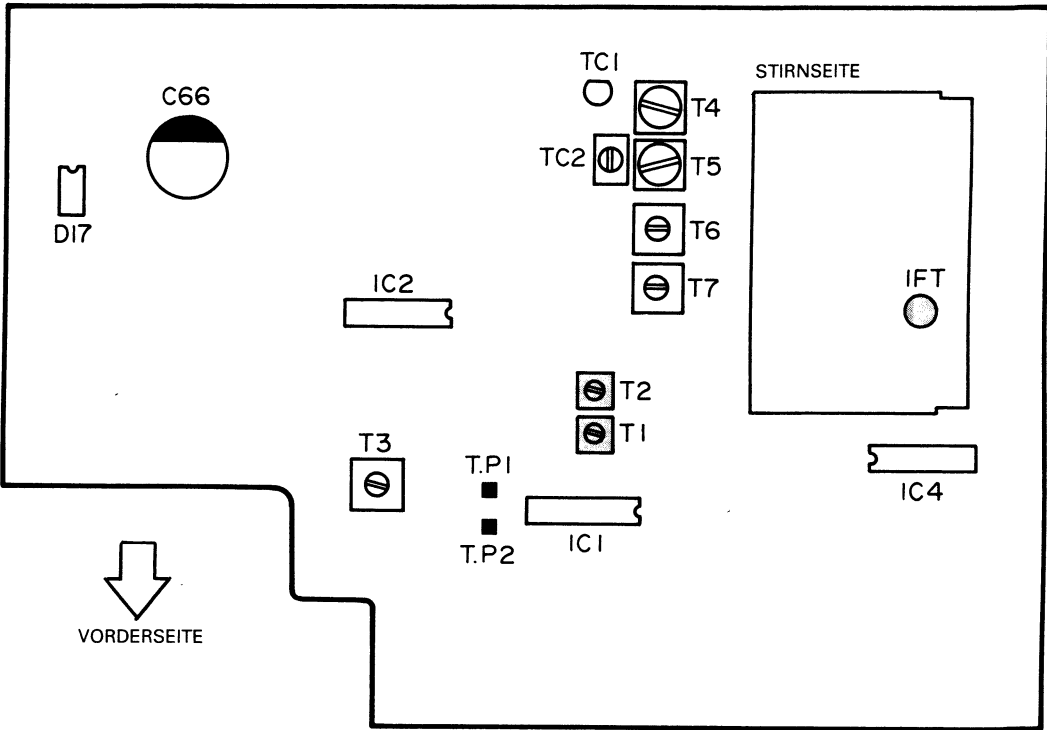 TC1
STIRNSEITE
C66
T4
TC2
T5
D17
T6
IC2
T7
IFT
T2
T1
T3
T.P1
IC4
T.P2
IC1
VORDERSEITE